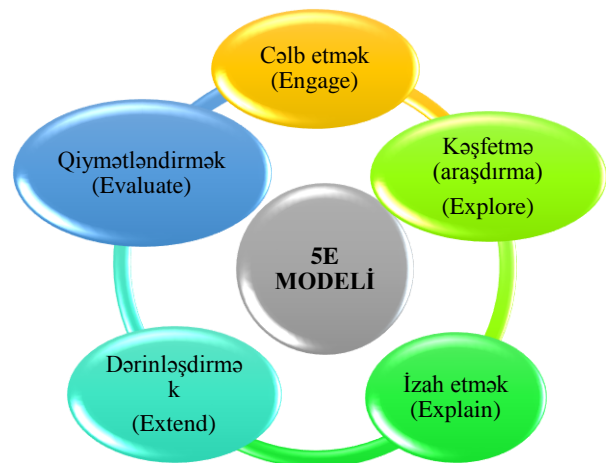 Cəlb etmək
(Engage)
Kəşfetmə
(araşdırma)
(Explore)
İzah etmək
(Explain)
Dərinləşdirmə
k
(Extend)
Qiymətləndirmək
(Evaluate)
5E
MODELİ